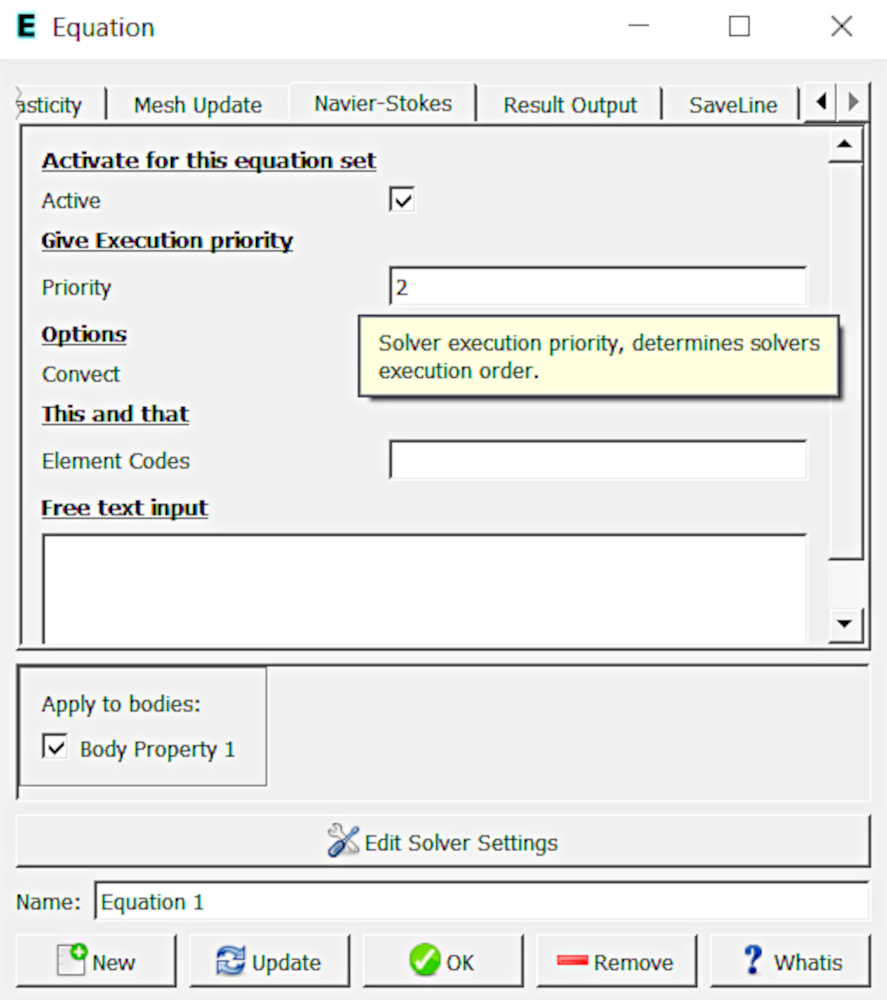 E Equation
asticity Mesh Update Navier-Stokes Result Output SaveLine
Activate for this equation set
Active
Give Execution priority
Priority 2
Solver execution priority, determines solvers
execution order.
Options
Convect
This and that
Element Codes
Free text input
Apply to bodies:
Body Property 1
Edit Solver Settings
Name: Equation 1
New Update OK Remove ? Whatis